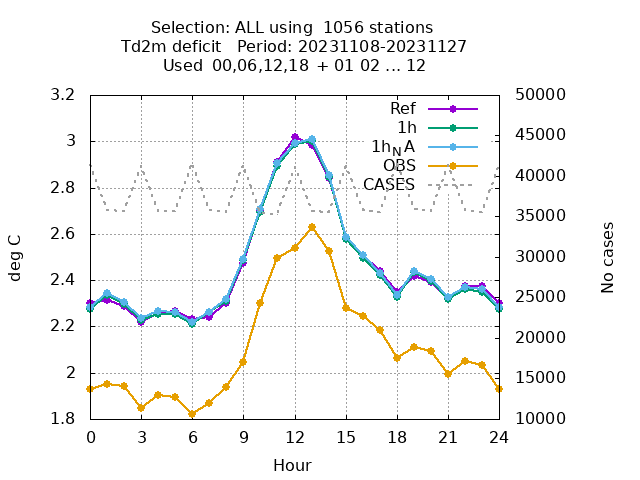 Selection: ALL using  1056 stations
Td2m deficit   Period: 20231108-20231127
Used  00,06,12,18 + 01 02 ... 12
3.2
3
2.8
2.6
2.4
2.2
2
1.8
deg C
50000
45000
40000
35000
30000
25000
20000
15000
10000
No cases
Ref
1h
1h_NA
OBS
CASES
0 3 6 9 12 15 18 21 24
Hour